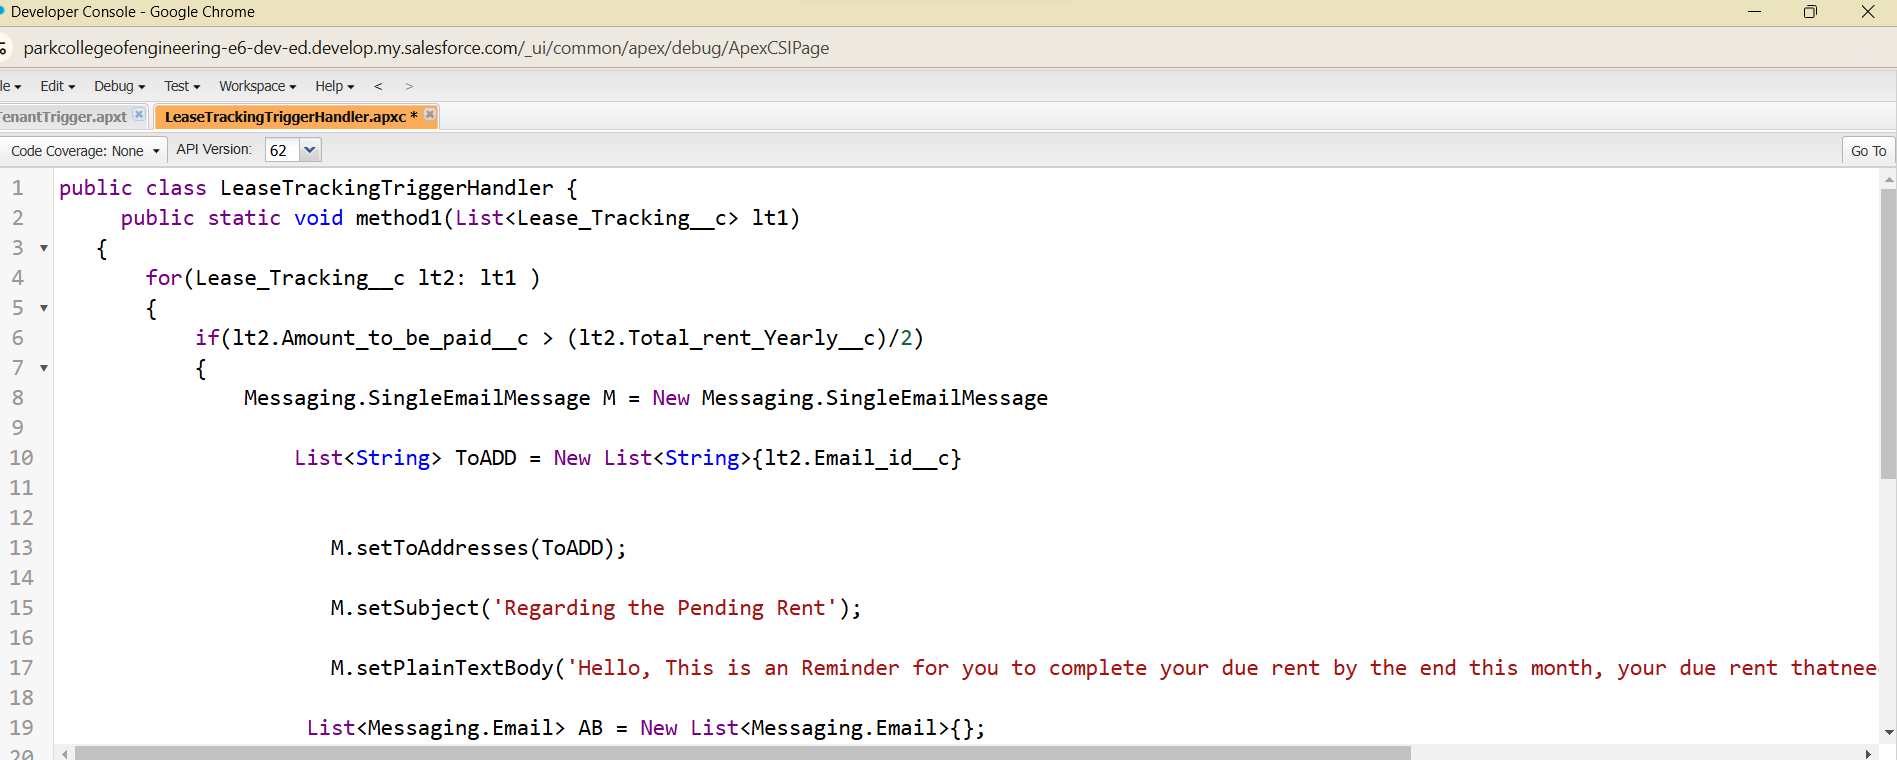 Developer Console - Google Chrome
parkcollegeofengineering-e6-dev-ed.develop.my.salesforce.com/_ui/common/apex/debug/ApexCSIPage
le Edit Debug Test Workspace Help < >
TenantTrigger.apxt LeaseTrackingTriggerHandler.apxc *
Code Coverage: None API Version: 62 Go To
1 public class LeaseTrackingTriggerHandler {
2 public static void method1(List<Lease_Tracking__c> lt1)
3 {
4 for(Lease_Tracking__c lt2: lt1 )
5 {
6 if(lt2.Amount_to_be_paid__c > (lt2.Total_rent_Yearly__c)/2)
7 {
8 Messaging.SingleEmailMessage M = New Messaging.SingleEmailMessage
9
10 List<String> ToADD = New List<String>{lt2.Email_id__c}
11
12
13 M.setToAddresses(ToADD);
14
15 M.setSubject('Regarding the Pending Rent');
16
17 M.setPlainTextBody('Hello, This is an Reminder for you to complete your due rent by the end this month, your due rent thatnee
18
19 List<Messaging.Email> AB = New List<Messaging.Email>{};
20